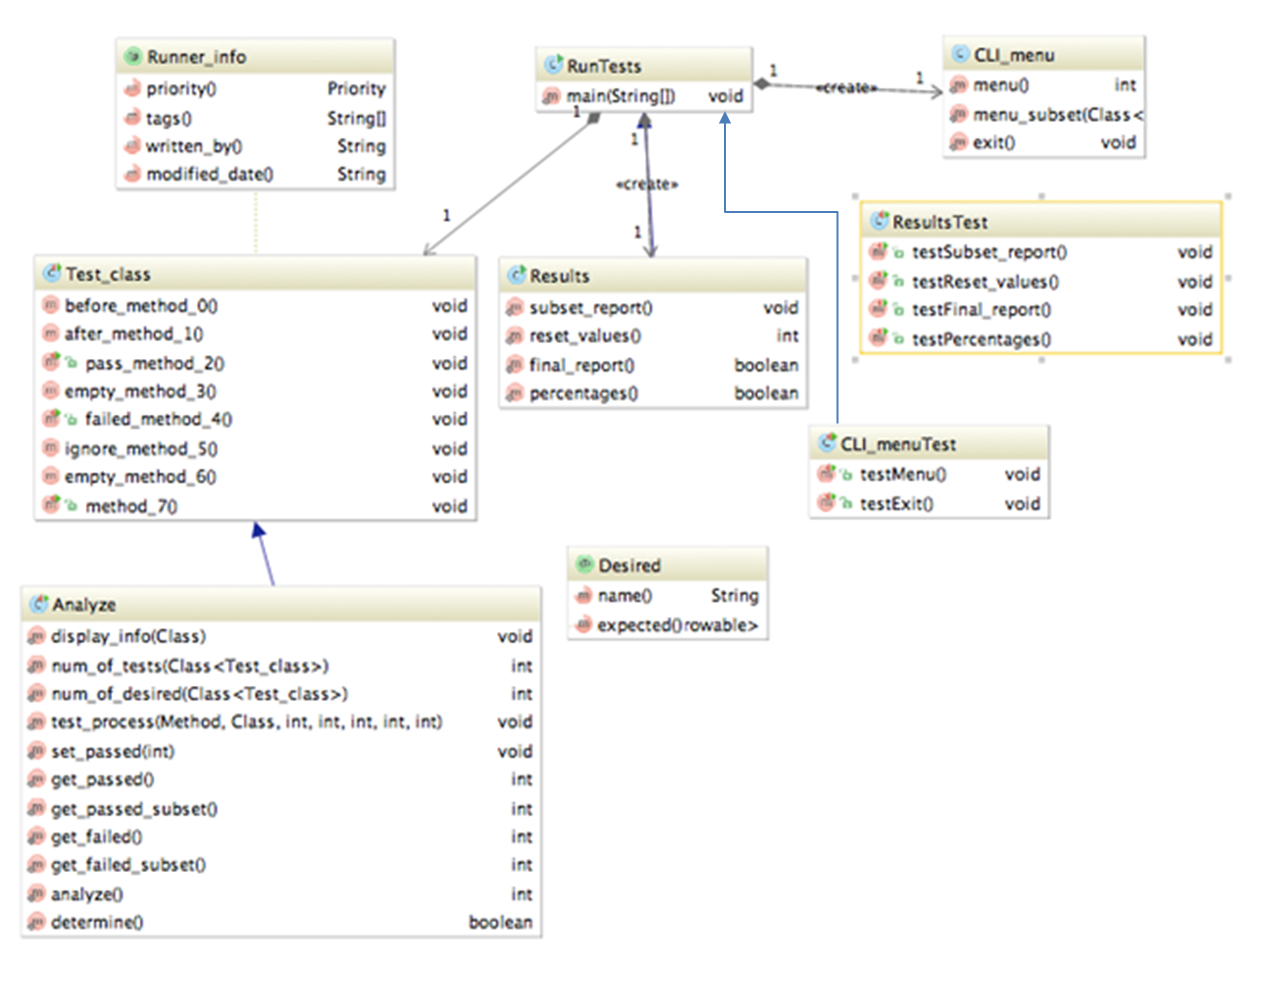 Runner_info
priority() Priority
tags() String[]
written_by() String
modified_date() String
RunTests
main(String[]) void
CLI_menu
menu() int
menu_subset(Class<
exit() void
1
«create»
1
1
1
1
«create»
1
ResultsTest
testSubset_report() void
testReset_values() void
testFinal_report() void
testPercentages() void
Test_class
before_method_0() void
after_method_1() void
pass_method_2() void
empty_method_3() void
failed_method_4() void
ignore_method_5() void
empty_method_6() void
method_7() void
Results
subset_report() void
reset_values() int
final_report() boolean
percentages() boolean
CLI_menuTest
testMenu() void
testExit() void
Desired
name() String
expected()rowable>
Analyze
display_info(Class) void
num_of_tests(Class<Test_class>) int
num_of_desired(Class<Test_class>) int
test_process(Method, Class, int, int, int, int, int) void
set_passed(int) void
get_passed() int
get_passed_subset() int
get_failed() int
get_failed_subset() int
analyze() int
determine() boolean